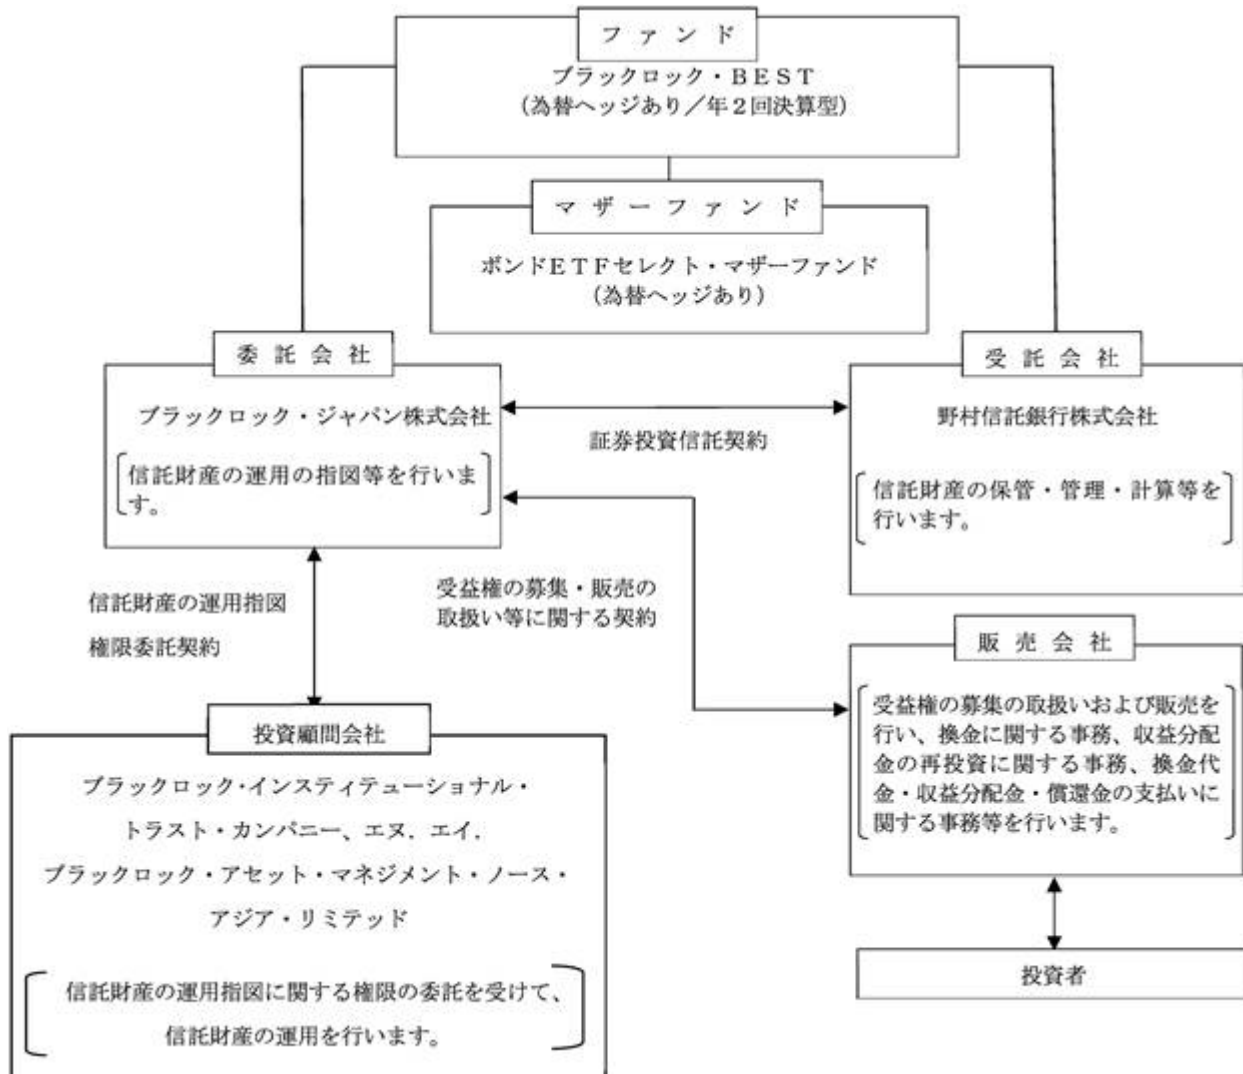 ファンド
ブラックロック・BEST
(為替ヘッジあり/年2回決算型)
マザーファンド
ボンドETFセレクト・マザーファンド
(為替ヘッジあり)
委託会社
ブラックロック・ジャパン株式会社
信託財産の運用の指図等を行いま
す。
受託会社
野村信託銀行株式会社
信託財産の保管・管理・計算等を
行います。
証券投資信託契約
信託財産の運用指図
権限委託契約
受益権の募集・販売の
取扱い等に関する契約
販売会社
受益権の募集の取扱いおよび販売を
行い、換金に関する事務、収益分配
金の再投資に関する事務、換金代
金・収益分配金・償還金の支払いに
関する事務等を行います。
投資顧問会社
ブラックロック・インスティテューショナル・
トラスト・カンパニー、エヌ.エイ.
ブラックロック・アセット・マネジメント・ノース・
アジア・リミテッド
信託財産の運用指図に関する権限の委託を受けて、
信託財産の運用を行います。
投資者